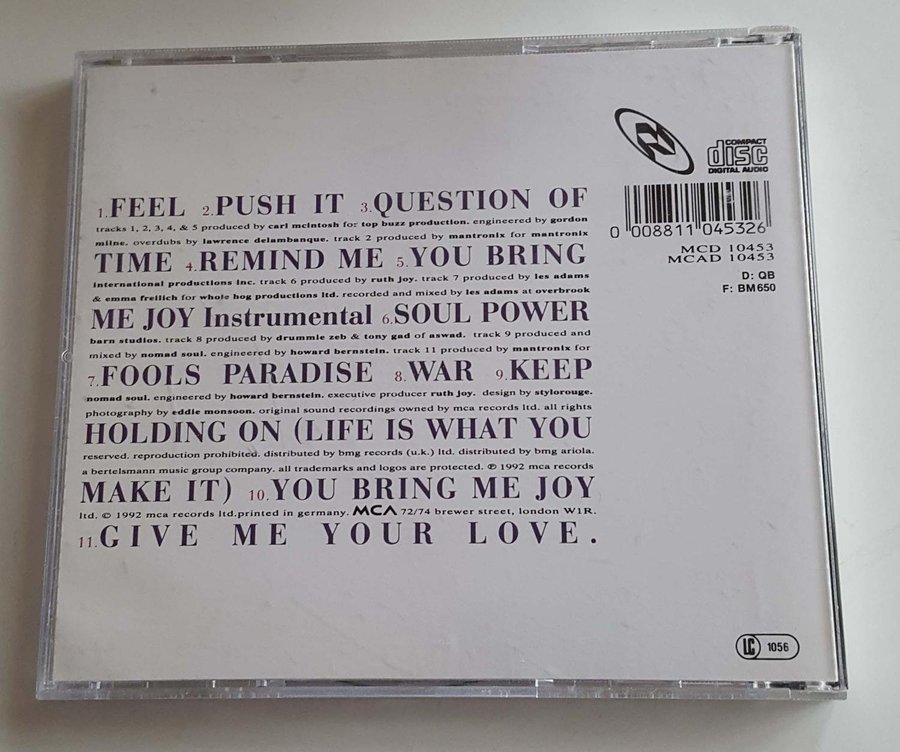 1.FEEL 2.PUSH IT 3.QUESTION OF
tracks 1, 2, 3, 4, & 5 produced by carl mcintosh for top buzz production. engineered by gordon
milne. overdubs by lawrence delambanque. track 2 produced by mantronix for mantronix
TIME 4.REMIND ME 5.YOU BRING
international productions inc. track 6 produced by ruth joy. track 7 produced by les adams
& emma freilich for whole hog productions ltd. recorded and mixed by les adams at overbrook
ME JOY Instrumental 6.SOUL POWER
barn studios. track 8 produced by drummie zeb & tony gad of aswad. track 9 produced and
mixed by nomad soul. engineered by howard bernstein. track 11 produced by mantronix for
7.FOOLS PARADISE 8.WAR 9.KEEP
nomad soul. engineered by howard bernstein. executive producer ruth joy. design by stylorouge.
photography by eddie monsoon. original sound recordings owned by mca records ltd. all rights
HOLDING ON (LIFE IS WHAT YOU
reserved. reproduction prohibited. distributed by bmg records (u.k.) ltd. distributed by bmg ariola.
a bertelsmann music group company. all trademarks and logos are protected. ℗ 1992 mca records
MAKE IT) 10.YOU BRING ME JOY
ltd. © 1992 mca records ltd.printed in germany. MCA 72/74 brewer street, london W1R.
11.GIVE ME YOUR LOVE.
COMPACT
disc
DIGITAL AUDIO
0 008811 045326
MCD 10453
MCAD 10453
D: QB
F: BM650
LC 1056